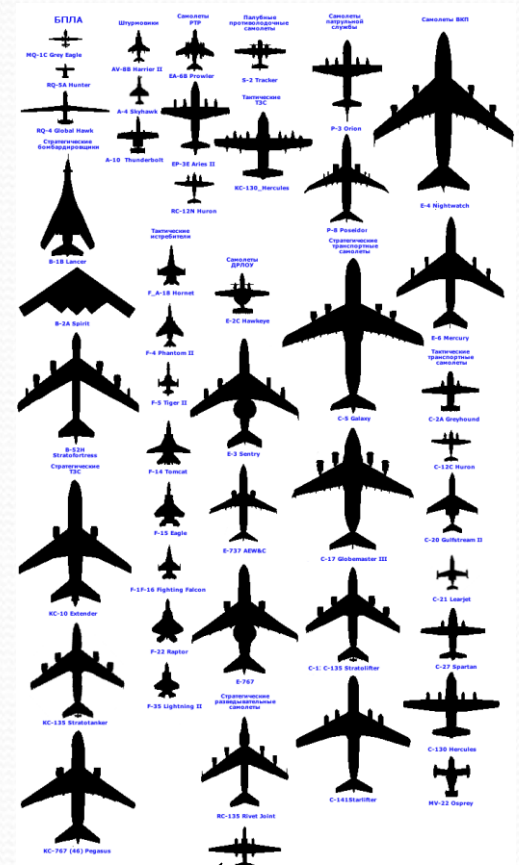 БПЛА
MQ-1C Grey Eagle
RQ-5A Hunter
RQ-4 Global Hawk
Стратегические
бомбардировщики
B-1B Lancer
B-2A Spirit
B-52H
Stratofortress
Стратегические
ТЗС
KC-10 Extender
KC-135 Stratotanker
KC-767 (46) Pegasus
Штурмовики
AV-8B Harrier II
A-4 Skyhawk
A-10 Thunderbolt
Тактические
истребители
F_A-18 Hornet
F-4 Phantom II
F-5 Tiger II
F-14 Tomcat
F-15 Eagle
F-1F-16 Fighting Falcon
F-22 Raptor
F-35 Lightning II
Самолеты
РТР
EA-6B Prowler
EP-3E Aries II
RC-12N Huron
Палубные
противолодочные
самолеты
S-2 Tracker
Тактические
ТЗС
KC-130_Hercules
Самолеты
ДРЛОУ
E-2C Hawkeye
E-3 Sentry
E-737 AEW&C
E-767
Стратегические
разведывательные
самолеты
RC-135 Rivet Joint
Самолеты
патрульной
службы
P-3 Orion
P-8 Poseidor
Стратегические
транспортные
самолеты
C-5 Galaxy
C-17 Globemaster III
C-1: C-135 Stratolifter
C-141Starlifter
Самолеты ВКП
E-4 Nightwatch
E-6 Mercury
Тактические
транспортные
самолеты
C-2A Greyhound
C-12C Huron
C-20 Gulfstream II
C-21 Learjet
C-27 Spartan
C-130 Hercules
MV-22 Osprey